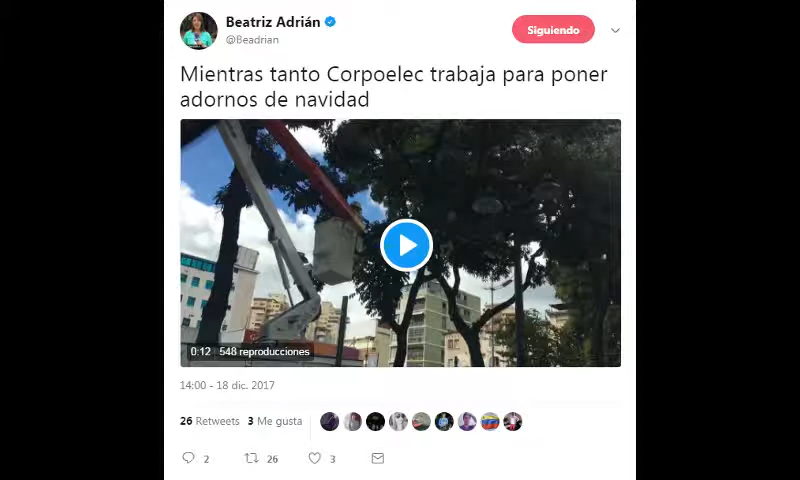 Beatriz Adrián
@Beadrian
Siguiendo
Mientras tanto Corpoelec trabaja para poner
adornos de navidad
0:12 548 reproducciones
14:00 - 18 dic. 2017
26 Retweets 3 Me gusta
2 26 3